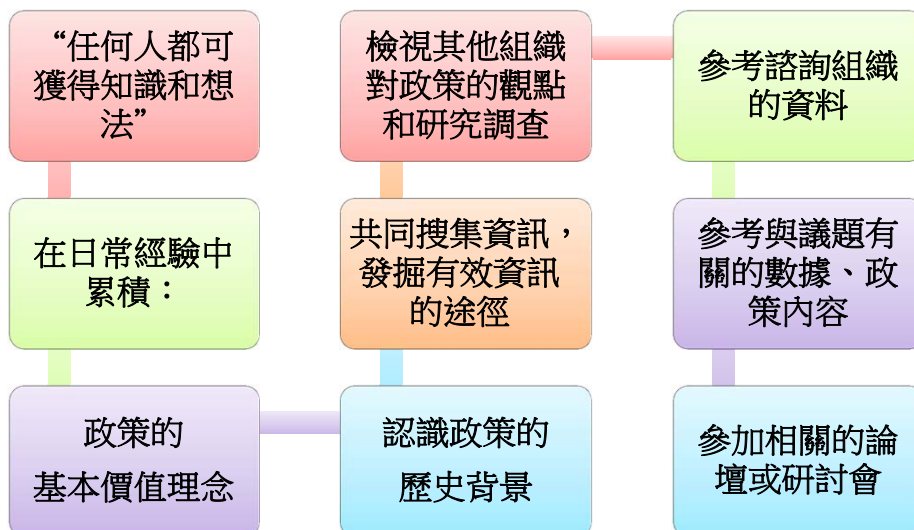 “任何人都可
獲得知識和想
法”
在日常經驗中
累積：
政策的
基本價值理念
認識政策的
歷史背景
共同搜集資訊，
發掘有效資訊
的途徑
檢視其他組織
對政策的觀點
和研究調查
參考諮詢組織
的資料
參考與議題有
關的數據、政
策內容
參加相關的論
壇或研討會